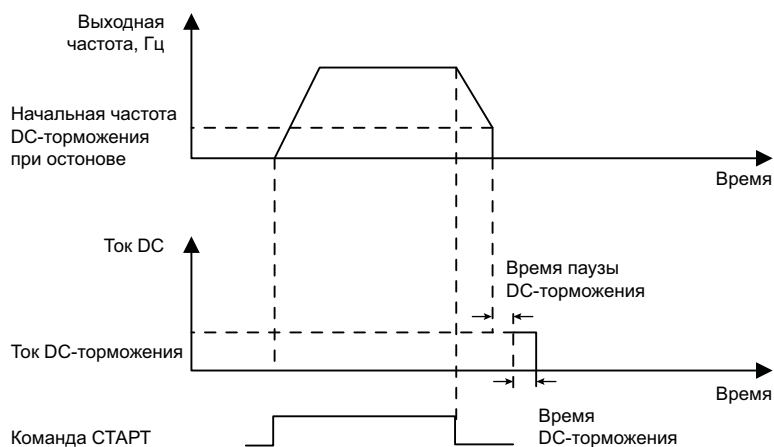 Выходная
частота, Гц
Начальная частота
DC-торможения
при остонове
Время
Ток DC
Время паузы
DC-торможения
Ток DC-торможения
Время
Команда СТАРТ
Время
DC-торможения